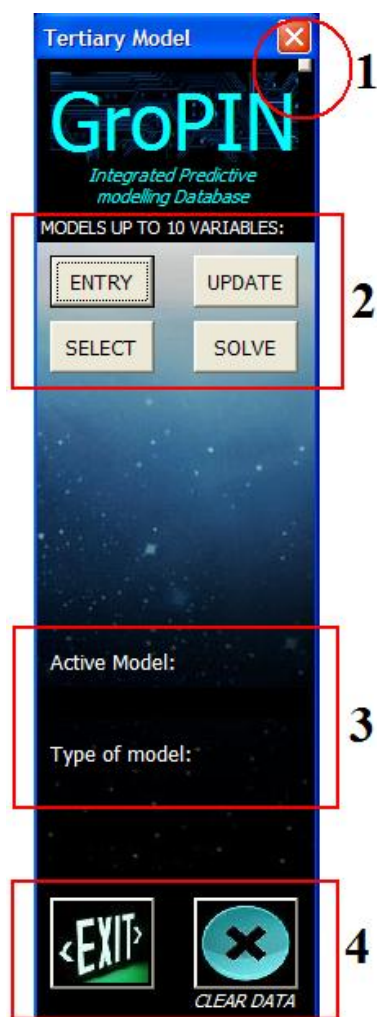 Tertiary Model
1
GroPIN
Integrated Predictive
modelling Database
MODELS UP TO 10 VARIABLES:
ENTRY UPDATE
2
SELECT SOLVE
Active Model:
3
Type of model:
<EXIT>
4
CLEAR DATA